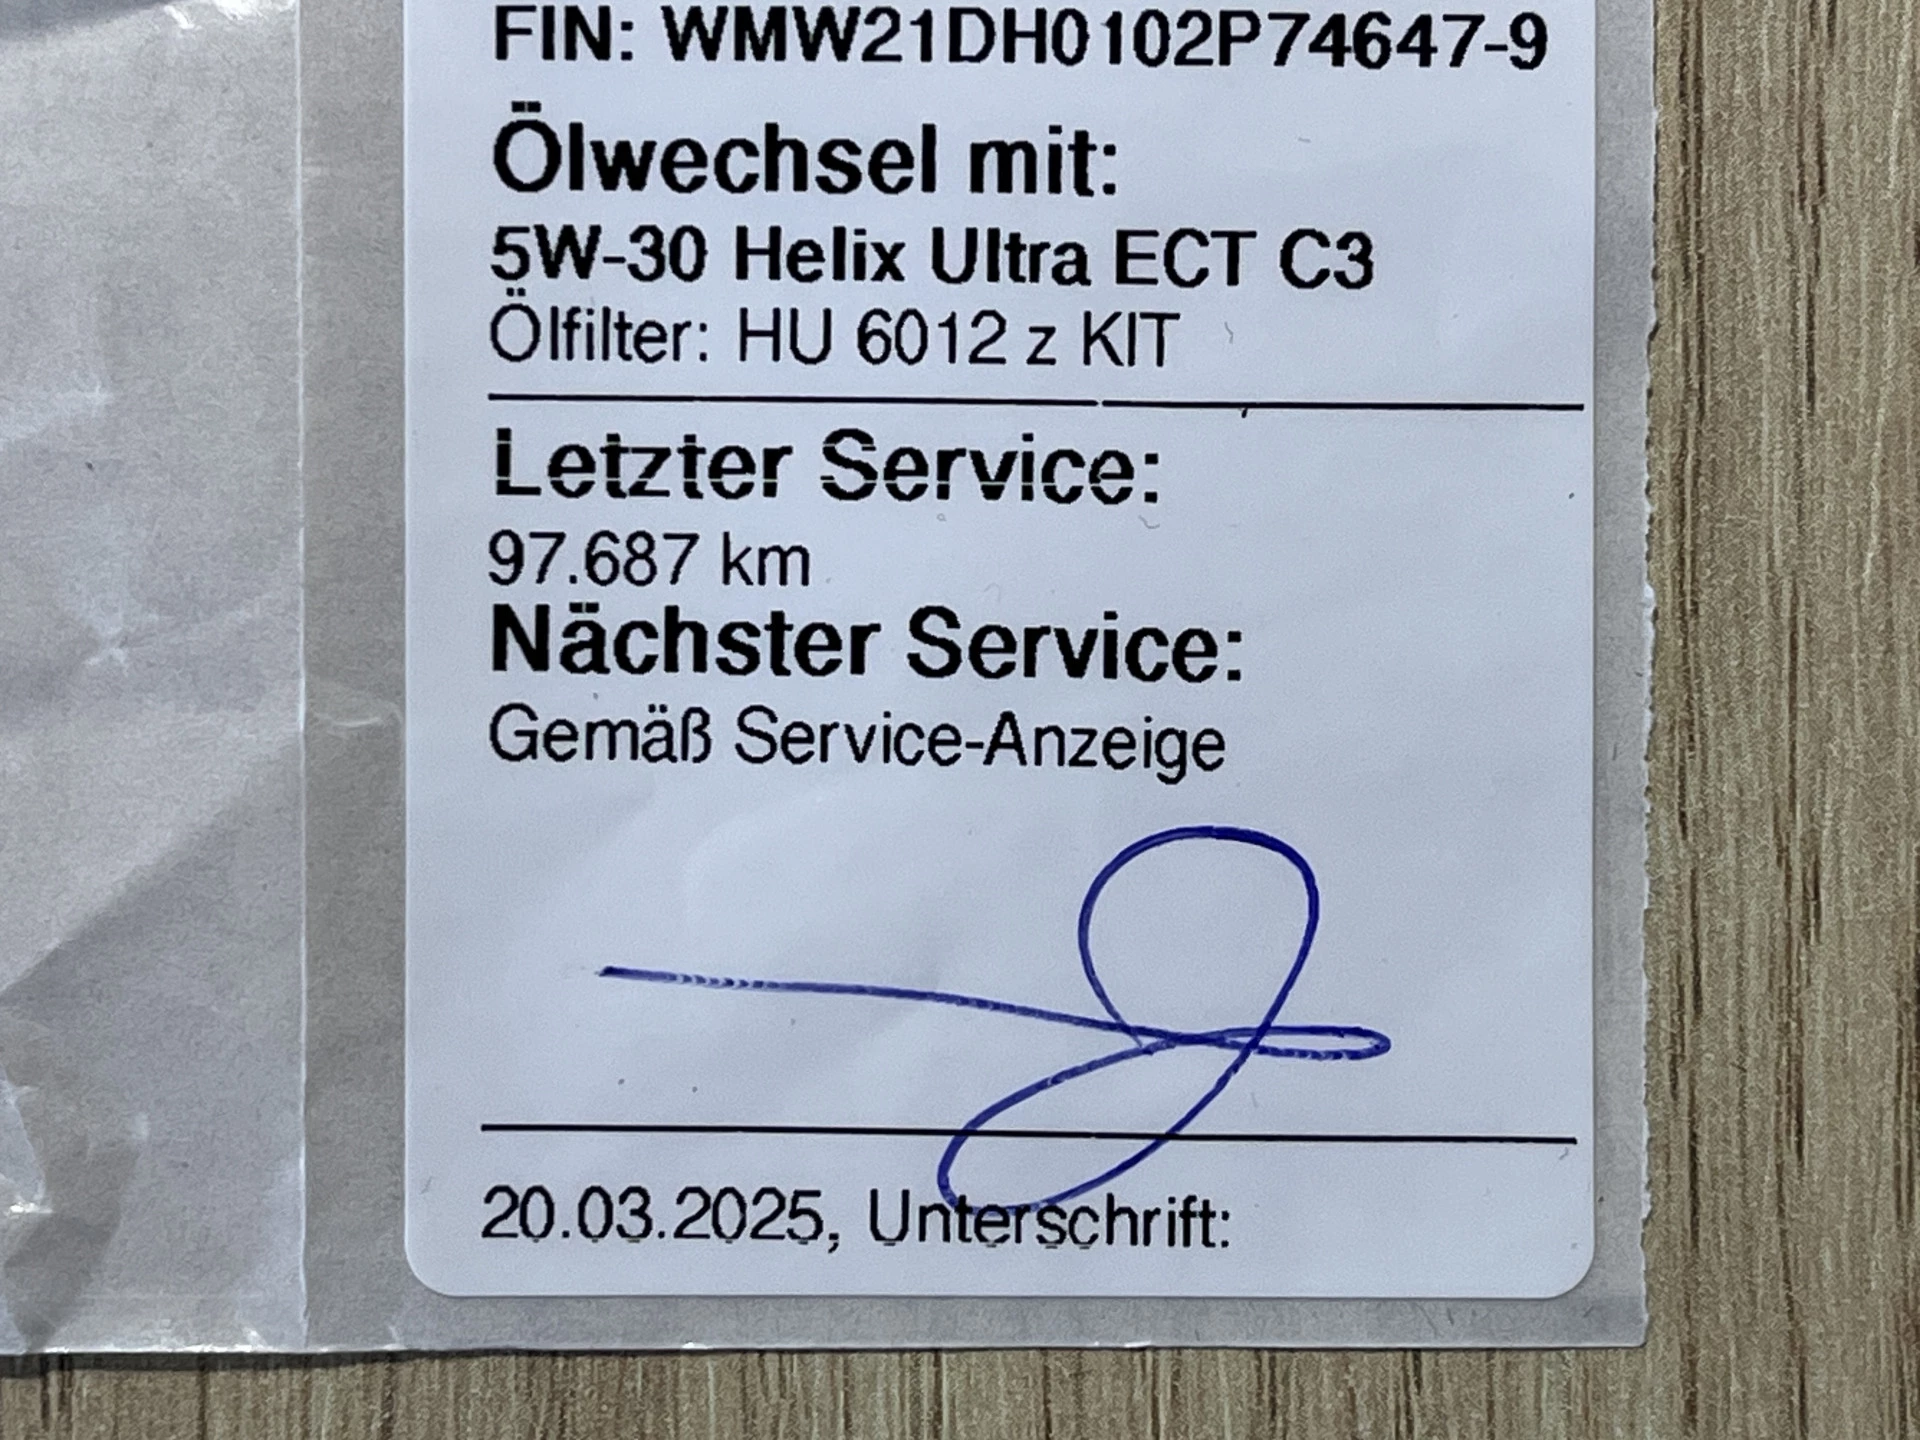 FIN: WMW21DH0102P74647-9
Ölwechsel mit:
5W-30 Helix Ultra ECT C3
Ölfilter: HU 6012 z KIT
Letzter Service:
97.687 km
Nächster Service:
Gemäß Service-Anzeige
20.03.2025, Unterschrift: